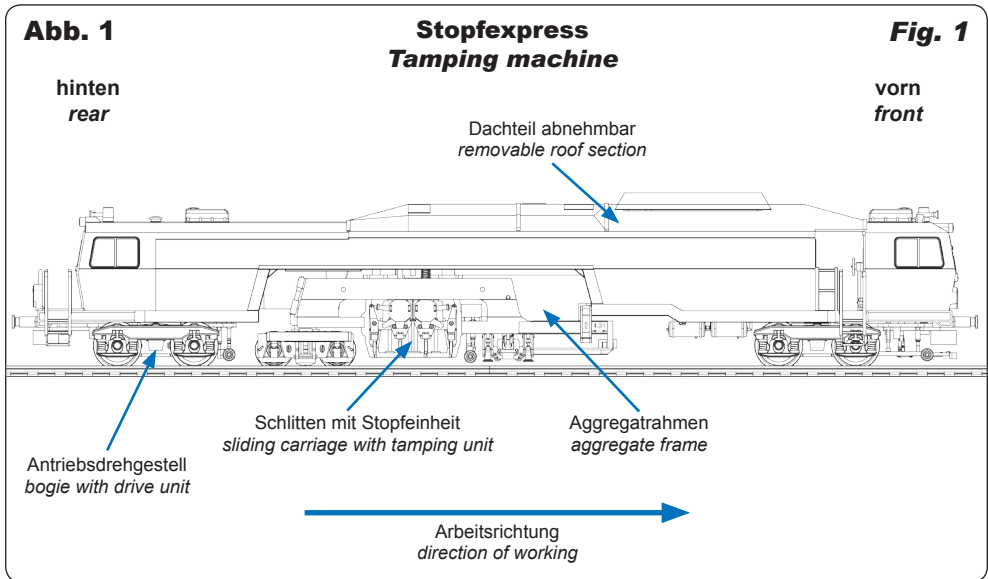 Abb. 1
Stopfexpress
Tamping machine
Fig. 1
hinten
rear
vorn
front
Dachteil abnehmbar
removable roof section
Schlitten mit Stopfeinheit
sliding carriage with tamping unit
Aggregatrahmen
aggregate frame
Antriebsdrehgestell
bogie with drive unit
Arbeitsrichtung
direction of working